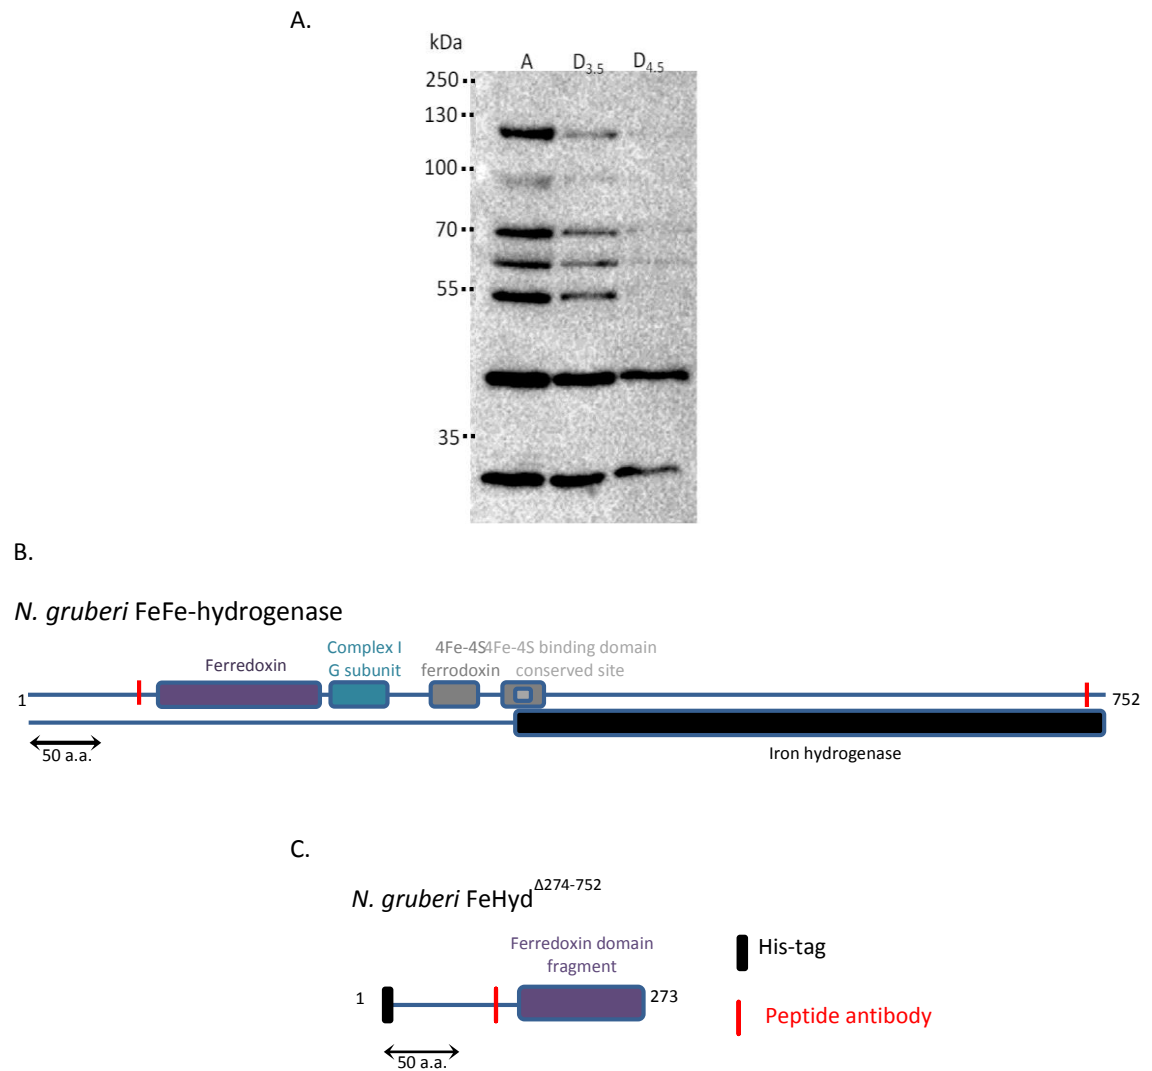 A.
kDa
A D3.5 D4.5
250
130
100
70
55
35
B.
N. gruberi FeFe-hydrogenase
Complex I
G subunit
4Fe-4S
ferrodoxin
4Fe-4S binding domain
conserved site
Ferredoxin
1
752
50 a.a.
Iron hydrogenase
C.
N. gruberi FeHyd Δ274-752
Ferredoxin domain
fragment
His-tag
1
273
Peptide antibody
50 a.a.